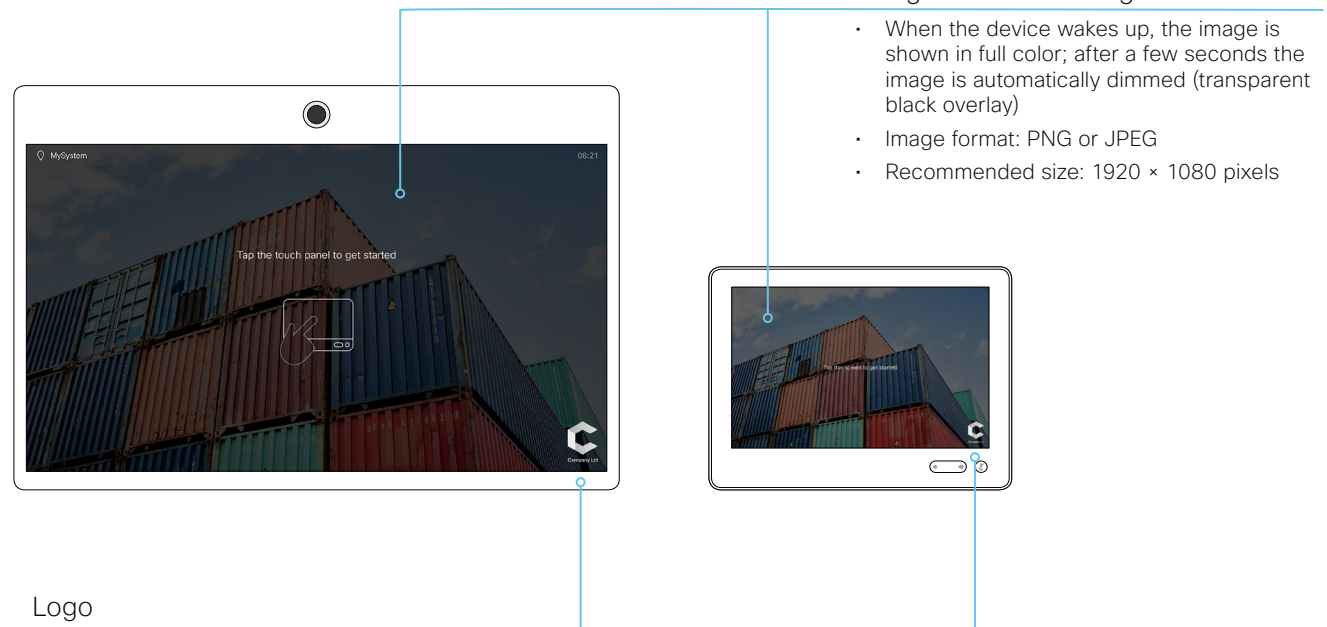 • When the device wakes up, the image is
shown in full color; after a few seconds the
image is automatically dimmed (transparent
black overlay)
• Image format: PNG or JPEG
• Recommended size: 1920 × 1080 pixels
MySystem
08:21
Tap the touch panel to get started
Company Ltd
Tap the screen to get started!
Logo